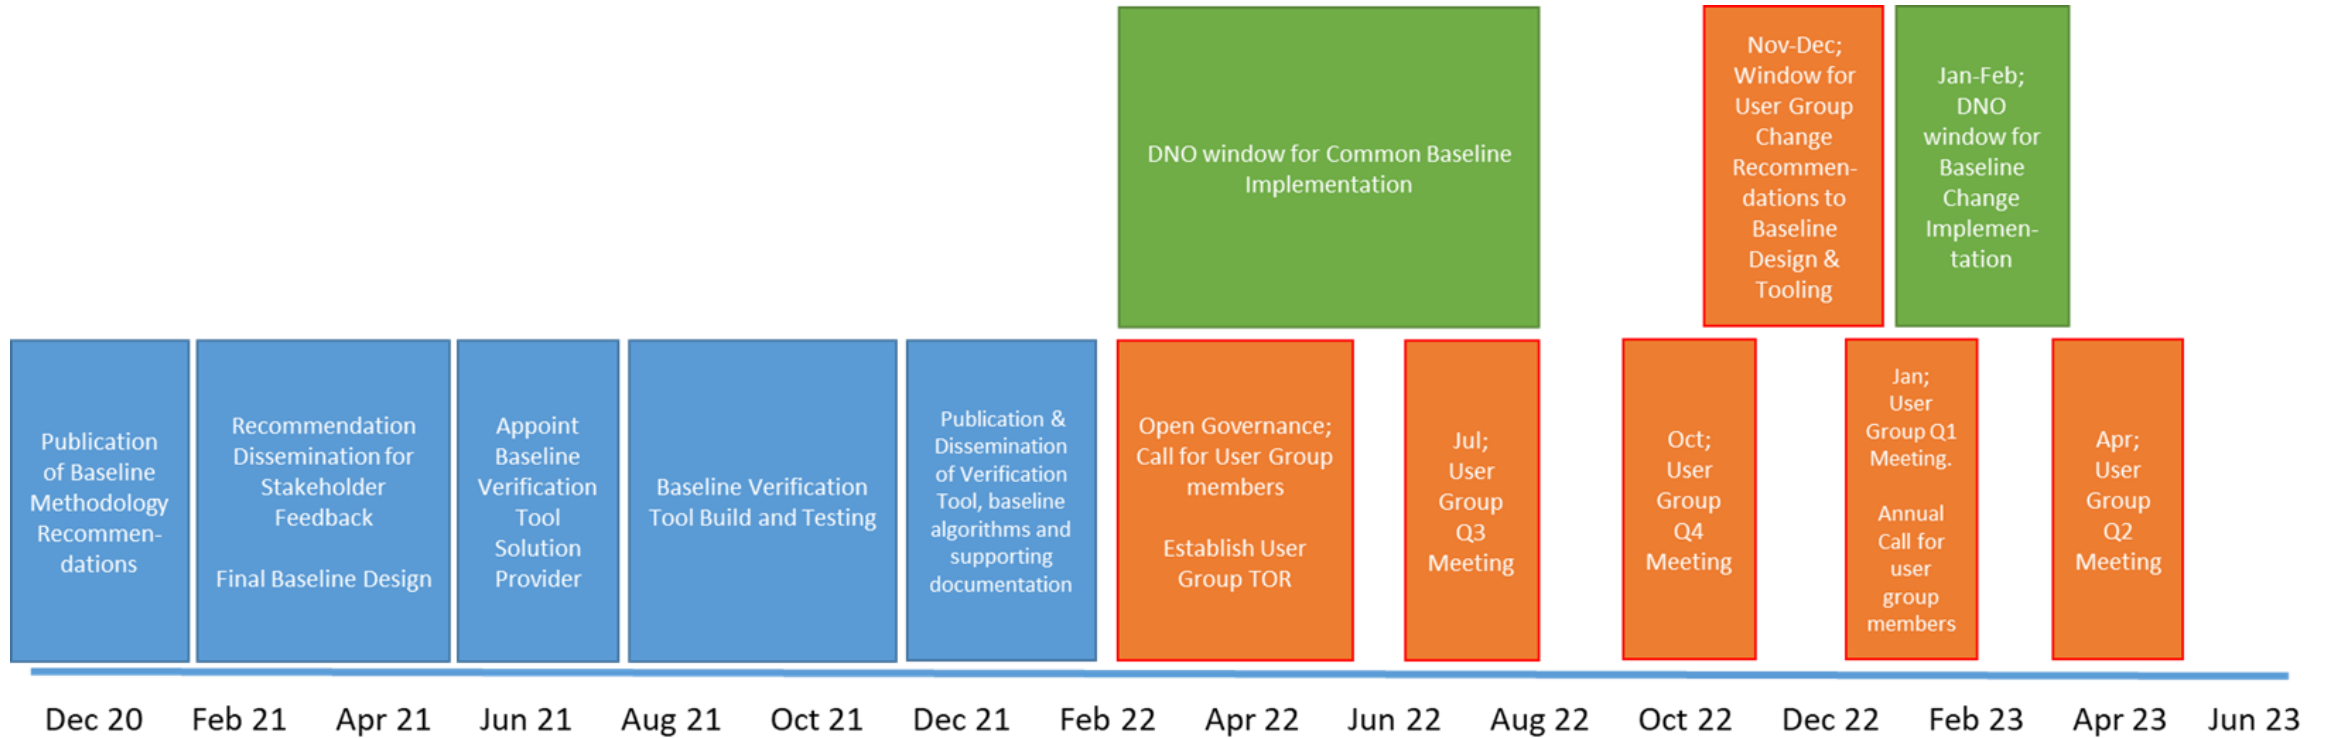 DNO window for Common Baseline
Implementation
Nov-Dec;
Window for
User Group
Change
Recommen-
dations to
Baseline
Design &
Tooling
Jan-Feb;
DNO
window for
Baseline
Change
Implemen-
tation
Publication
of Baseline
Methodology
Recommen-
dations
Recommendation
Dissemination for
Stakeholder
Feedback
Final Baseline Design
Appoint
Baseline
Verification
Tool
Solution
Provider
Baseline Verification
Tool Build and Testing
Publication &
Dissemination
of Verification
Tool, baseline
algorithms and
supporting
documentation
Open Governance;
Call for User Group
members
Establish User
Group TOR
Jul;
User
Group
Q3
Meeting
Oct;
User
Group
Q4
Meeting
Jan;
User
Group Q1
Meeting.
Annual
Call for
user
group
members
Apr;
User
Group
Q2
Meeting
Dec 20 Feb 21 Apr 21 Jun 21 Aug 21 Oct 21 Dec 21 Feb 22 Apr 22 Jun 22 Aug 22 Oct 22 Dec 22 Feb 23 Apr 23 Jun 23